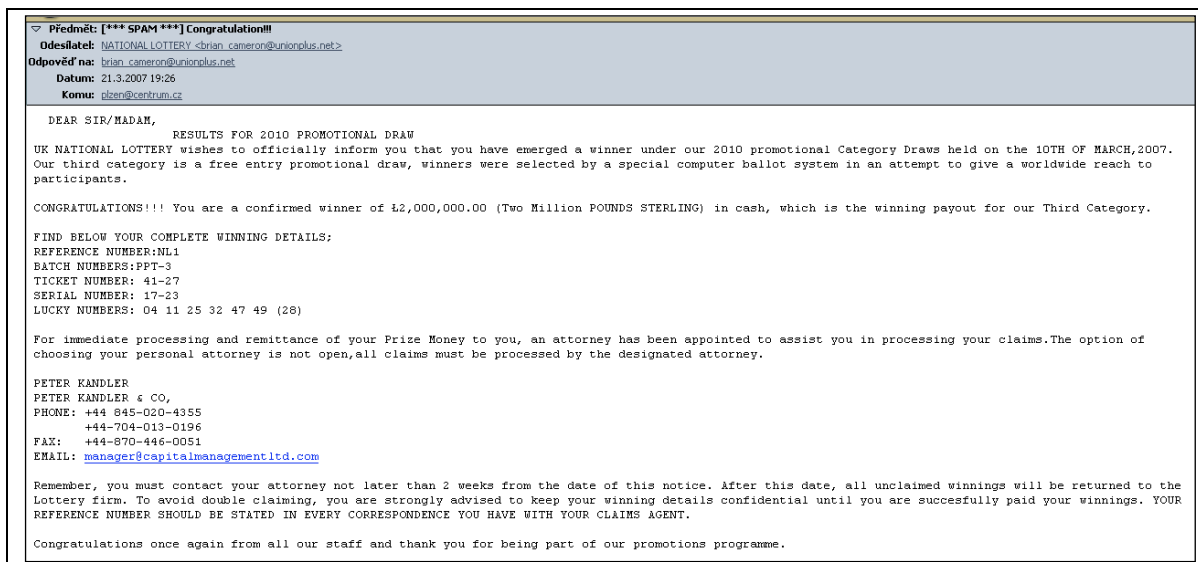 Předmět: [*** SPAM ***] Congratulation!!!
Odesílatel: NATIONAL LOTTERY <brian_cameron@unionplus.net>
Odpověď na: brian_cameron@unionplus.net
Datum: 21.3.2007 19:26
Komu: plzen@centrum.cz
DEAR SIR/MADAM,
RESULTS FOR 2010 PROMOTIONAL DRAW
UK NATIONAL LOTTERY wishes to officially inform you that you have emerged a winner under our 2010 promotional Category Draws held on the 10TH OF MARCH,2007.
Our third category is a free entry promotional draw, winners were selected by a special computer ballot system in an attempt to give a worldwide reach to
participants.
CONGRATULATIONS!!! You are a confirmed winner of Ł2,000,000.00 (Two Million POUNDS STERLING) in cash, which is the winning payout for our Third Category.
FIND BELOW YOUR COMPLETE WINNING DETAILS;
REFERENCE NUMBER:NL1
BATCH NUMBERS:PPT-3
TICKET NUMBER: 41-27
SERIAL NUMBER: 17-23
LUCKY NUMBERS: 04 11 25 32 47 49 (28)
For immediate processing and remittance of your Prize Money to you, an attorney has been appointed to assist you in processing your claims.The option of
choosing your personal attorney is not open,all claims must be processed by the designated attorney.
PETER KANDLER
PETER KANDLER & CO,
PHONE: +44 845-020-4355
+44-704-013-0196
FAX: +44-870-446-0051
EMAIL: manager@capitalmanagementltd.com
Remember, you must contact your attorney not later than 2 weeks from the date of this notice. After this date, all unclaimed winnings will be returned to the
Lottery firm. To avoid double claiming, you are strongly advised to keep your winning details confidential until you are succesfully paid your winnings. YOUR
REFERENCE NUMBER SHOULD BE STATED IN EVERY CORRESPONDENCE YOU HAVE WITH YOUR CLAIMS AGENT.
Congratulations once again from all our staff and thank you for being part of our promotions programme.